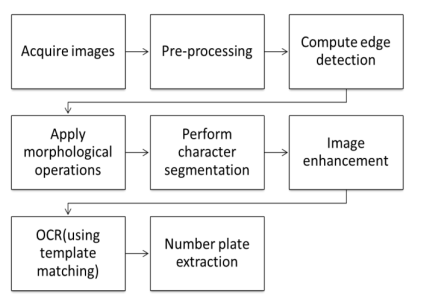 Acquire images
Pre-processing
Compute edge
detection
Apply
morphological
operations
Perform
character
segmentation
Image
enhancement
OCR(using
template
matching)
Number plate
extraction